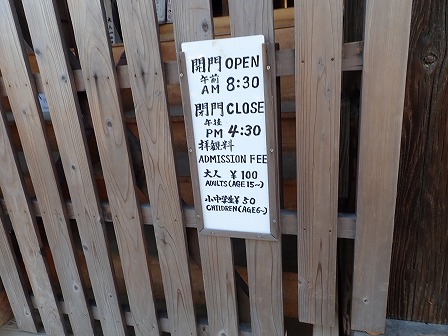 開門 OPEN
午前 AM 8:30
閉門 CLOSE
午後 PM 4:30
拝観料
ADMISSION FEE
大人 ¥100
ADULTS (AGE 15~)
小中学生 ¥50
CHILDREN (AGE 6~)